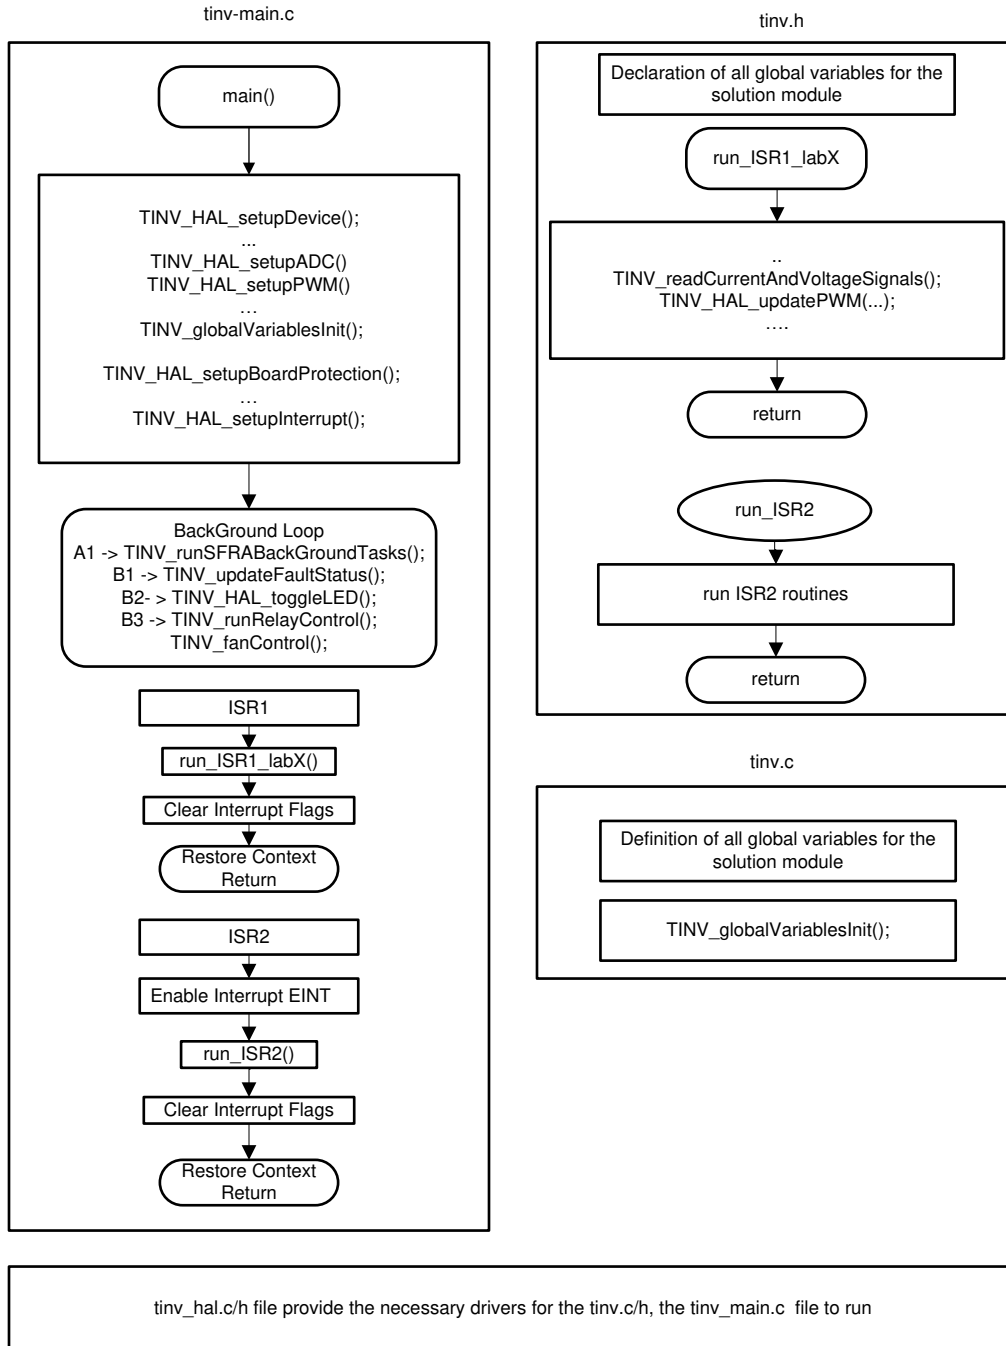 tinv-main.c
main()
TINV_HAL_setupDevice();
...
TINV_HAL_setupADC()
TINV_HAL_setupPWM()
...
TINV_globalVariablesInit();
TINV_HAL_setupBoardProtection();
...
TINV_HAL_setupInterrupt();
BackGround Loop
A1 -> TINV_runSFRABackGroundTasks();
B1 -> TINV_updateFaultStatus();
B2- > TINV_HAL_toggleLED();
B3 -> TINV_runRelayControl();
TINV_fanControl();
ISR1
run_ISR1_labX()
Clear Interrupt Flags
Restore Context
Return
ISR2
Enable Interrupt EINT
run_ISR2()
Clear Interrupt Flags
Restore Context
Return
tinv.h
Declaration of all global variables for the
solution module
run_ISR1_labX
..
TINV_readCurrentAndVoltageSignals();
TINV_HAL_updatePWM(...);
....
return
run_ISR2
run ISR2 routines
return
tinv.c
Definition of all global variables for the
solution module
TINV_globalVariablesInit();
tinv_hal.c/h file provide the necessary drivers for the tinv.c/h, the tinv_main.c file to run